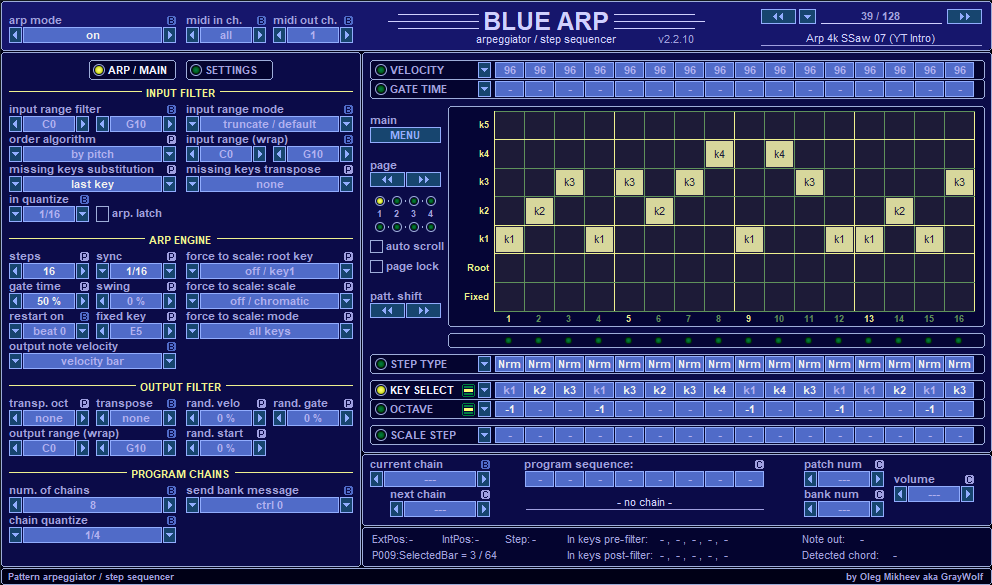 arp mode B midi in ch. B midi out ch. B
on all 1
BLUE ARP
arpeggiator / step sequencer v2.2.10
39 / 128
Arp 4k SSaw 07 (YT Intro)
ARP / MAIN SETTINGS
INPUT FILTER
input range filter B input range mode B
C0 G10 truncate / default
order algorithm P input range (wrap) B
by pitch C0 G10
missing keys substitution P missing keys transpose P
last key none
in quantize B
1/16 arp. latch
ARP ENGINE
steps P sync P force to scale: root key P
16 1/16 off / key1
gate time P swing P force to scale: scale P
50 % 0 % off / chromatic
restart on B fixed key P force to scale: mode P
beat 0 E5 all keys
output note velocity B
velocity bar
OUTPUT FILTER
transp. oct P transpose B rand. velo P rand. gate P
none none 0 % 0 %
output range (wrap) B rand. start P
C0 G10 0 %
PROGRAM CHAINS
num. of chains B send bank message B
8 ctrl 0
chain quantize B
1/4
VELOCITY 96 96 96 96 96 96 96 96 96 96 96 96 96 96 96 96
GATE TIME - - - - - - - - - - - - - - - -
main
MENU
page
1 2 3 4
auto scroll
page lock
patt. shift
k5
k4 k4 k4
k3 k3 k3 k3 k3 k3
k2 k2 k2 k2
k1 k1 k1 k1 k1 k1 k1
Root
Fixed
1 2 3 4 5 6 7 8 9 10 11 12 13 14 15 16
STEP TYPE Nrm Nrm Nrm Nrm Nrm Nrm Nrm Nrm Nrm Nrm Nrm Nrm Nrm Nrm Nrm Nrm
KEY SELECT k1 k2 k3 k1 k3 k2 k3 k4 k1 k4 k3 k1 k1 k2 k1 k3
OCTAVE -1 - - -1 - - - - -1 - - -1 - - -1 -
SCALE STEP - - - - - - - - - - - - - - - -
current chain B program sequence: C patch num C
--- - - - - - - - - --- volume C
next chain C - no chain - bank num C ---
--- ---
ExtPos:- IntPos:- Step:- In keys pre-filter: - , - , - , - , - Note out: -
P009:SelectedBar = 3 / 64 In keys post-filter: - , - , - , - , - Detected chord: -
Pattern arpeggiator / step sequencer by Oleg Mikheev aka GrayWolf